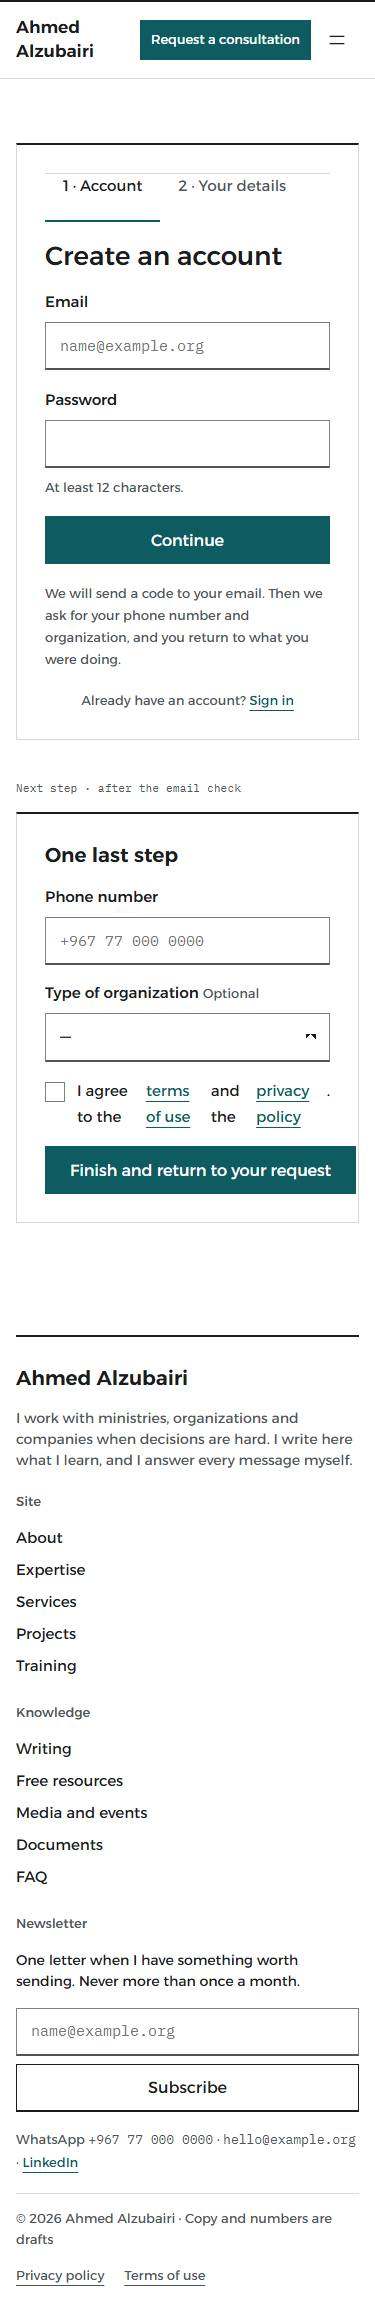 Ahmed
Alzubairi
Request a consultation
1 · Account
2 · Your details
Create an account
Email
name@example.org
Password
At least 12 characters.
Continue
We will send a code to your email. Then we
ask for your phone number and
organization, and you return to what you
were doing.
Already have an account? Sign in
Next step · after the email check
One last step
Phone number
+967 77 000 0000
Type of organization Optional
—
I agree terms and privacy .
to the of use the policy
Finish and return to your request
Ahmed Alzubairi
I work with ministries, organizations and
companies when decisions are hard. I write here
what I learn, and I answer every message myself.
Site
About
Expertise
Services
Projects
Training
Knowledge
Writing
Free resources
Media and events
Documents
FAQ
Newsletter
One letter when I have something worth
sending. Never more than once a month.
name@example.org
Subscribe
WhatsApp +967 77 000 0000 · hello@example.org
· LinkedIn
© 2026 Ahmed Alzubairi · Copy and numbers are
drafts
Privacy policy
Terms of use